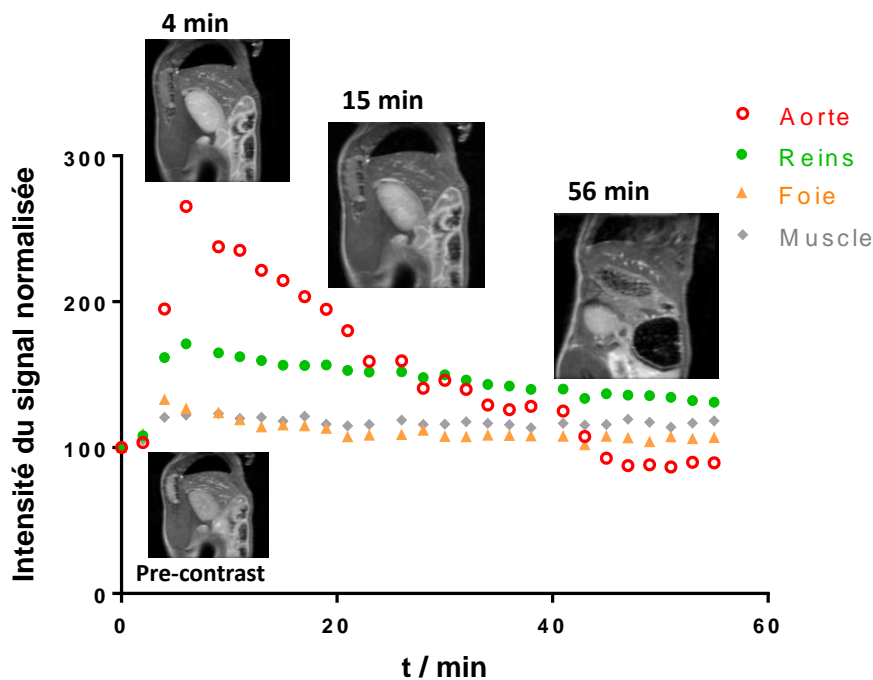 4 min
15 min
56 min
Aorte
Reins
Foie
Muscle
Intensité du signal normalisée
300
200
100
0
Pre-contrast
0
20
40
60
t / min